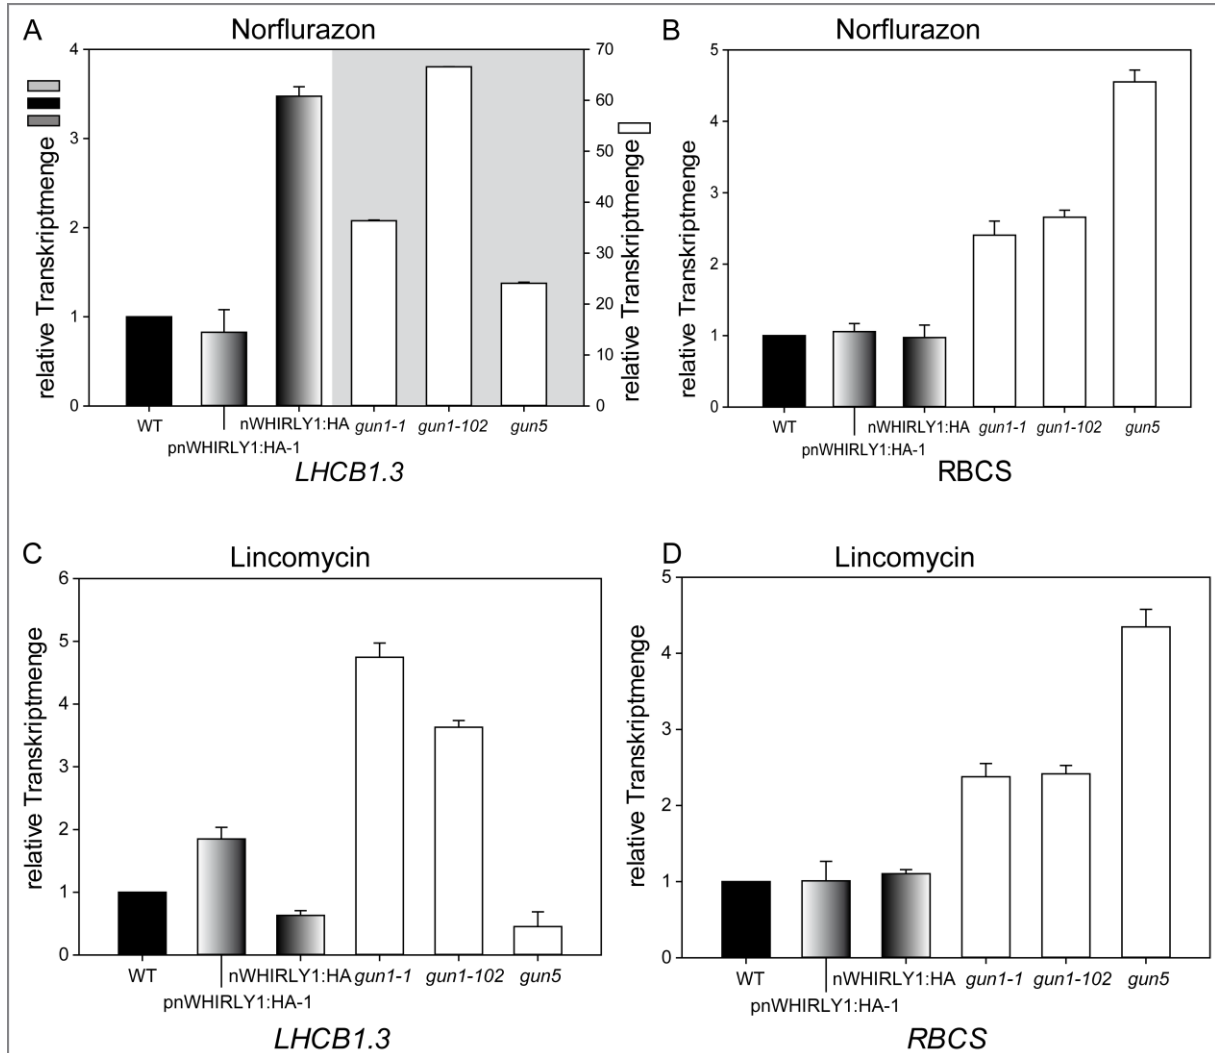 A
Norflurazon
relative Transkriptmenge
4
3
2
1
0
70
60
50
40
30
20
10
0
relative Transkriptmenge
WT
pnWHIRLY1:HA-1
nWHIRLY1:HA
gun1-1
gun1-102
gun5
LHCB1.3
B
Norflurazon
relative Transkriptmenge
5
4
3
2
1
0
WT
pnWHIRLY1:HA-1
nWHIRLY1:HA
gun1-1
gun1-102
gun5
RBCS
C
Lincomycin
relative Transkriptmenge
6
5
4
3
2
1
0
WT
pnWHIRLY1:HA-1
nWHIRLY1:HA
gun1-1
gun1-102
gun5
LHCB1.3
D
Lincomycin
relative Transkriptmenge
5
4
3
2
1
0
WT
pnWHIRLY1:HA-1
nWHIRLY1:HA
gun1-1
gun1-102
gun5
RBCS